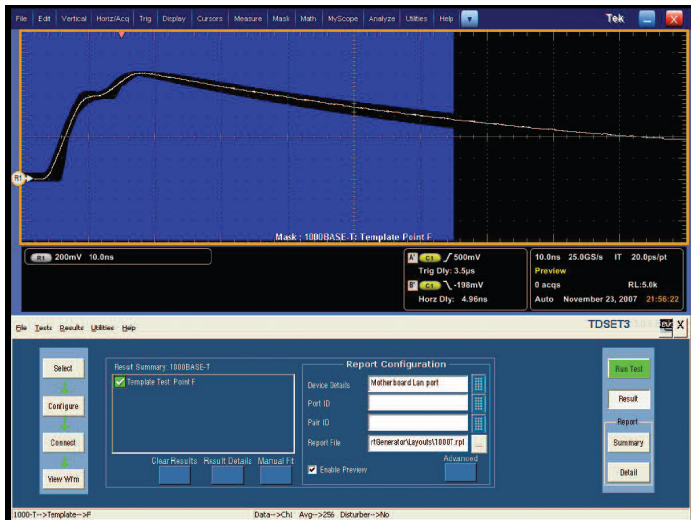 File Edit Vertical Horiz/Acq Trig Display Cursors Measure Mask Math MyScope Analyze Utilities Help Tek X
R1
Mask : 1000BASE-T: Template Point F
R1 200mV 10.0ns
A' C1 500mV
Trig Dly: 3.5µs
B' C1 -198mV
Horz Dly: 4.96ns
10.0ns 25.0GS/s IT 20.0ps/pt
Preview
0 acqs RL:5.0k
Auto November 23, 2007 21:56:22
File Tests Results Utilities Help TDSET3 X
Select
Configure
Connect
View Wfm
Result Summary: 1000BASE-T
Template Test Point F
Clear Results Result Details Manual Fit
Report Configuration
Device Details Motherboard Lan port
Port ID
Pair ID
Report File rtGenerator\Layouts\1000T.rpl ...
Enable Preview Advanced
Run Test
Result
Report
Summary
Detail
1000-T-->Template-->F Data-->Ch1 Avg-->256 Disturber-->No